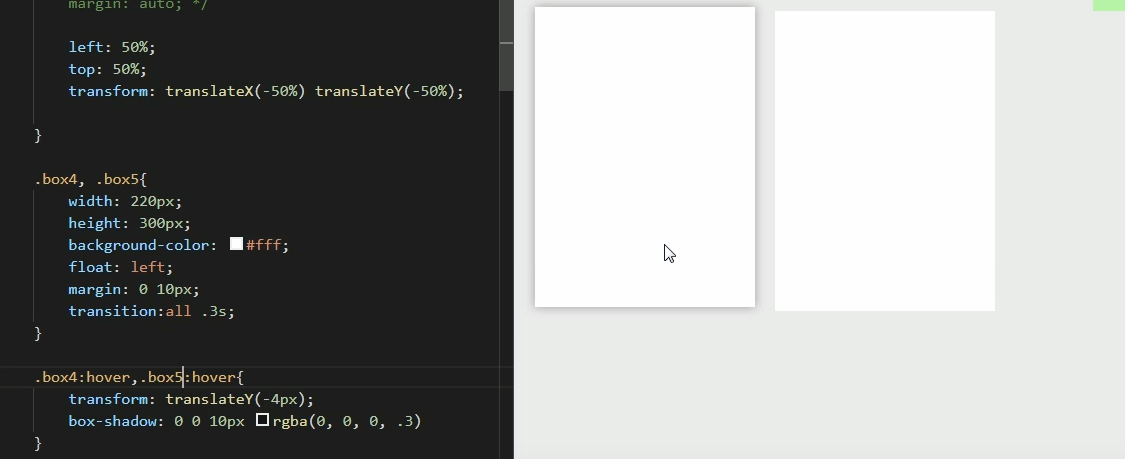 margin: auto; */
left: 50%;
top: 50%;
transform: translateX(-50%) translateY(-50%);
}
.box4, .box5{
width: 220px;
height: 300px;
background-color: #fff;
float: left;
margin: 0 10px;
transition:all .3s;
}
.box4:hover,.box5:hover{
transform: translateY(-4px);
box-shadow: 0 0 10px rgba(0, 0, 0, .3)
}